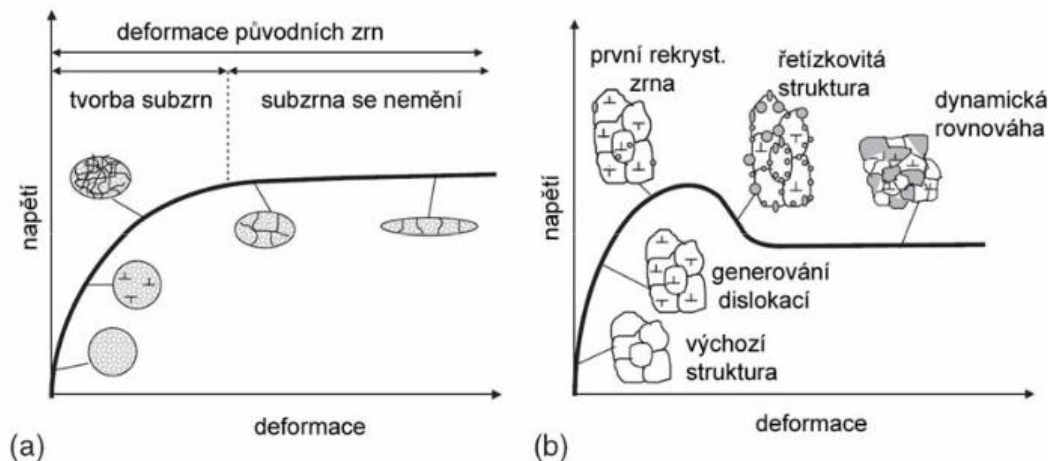 deformace původních zrn
tvorba subzrn
subzrna se nemění
napětí
deformace
(a)
první rekryst.
zrna
řetízkovitá
struktura
dynamická
rovnováha
generování
dislokací
výchozí
struktura
napětí
deformace
(b)